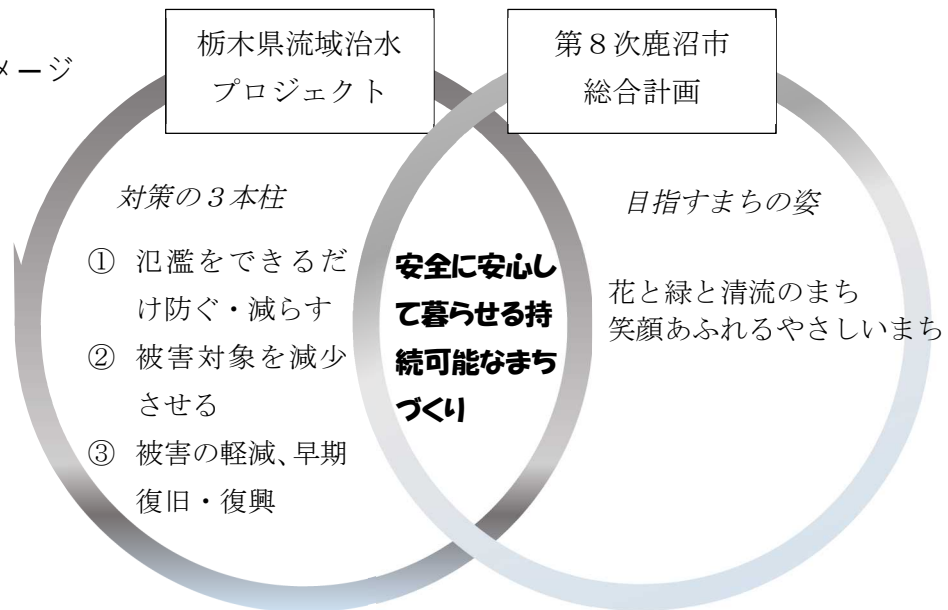 メージ
栃木県流域治水
プロジェクト
第８次鹿沼市
総合計画
対策の３本柱
① 氾濫をできるだ
け防ぐ・減らす
② 被害対象を減少
させる
③ 被害の軽減、早期
復旧・復興
安全に安心し
て暮らせる持
続可能なまち
づくり
目指すまちの姿
花と緑と清流のまち
笑顔あふれるやさしいまち